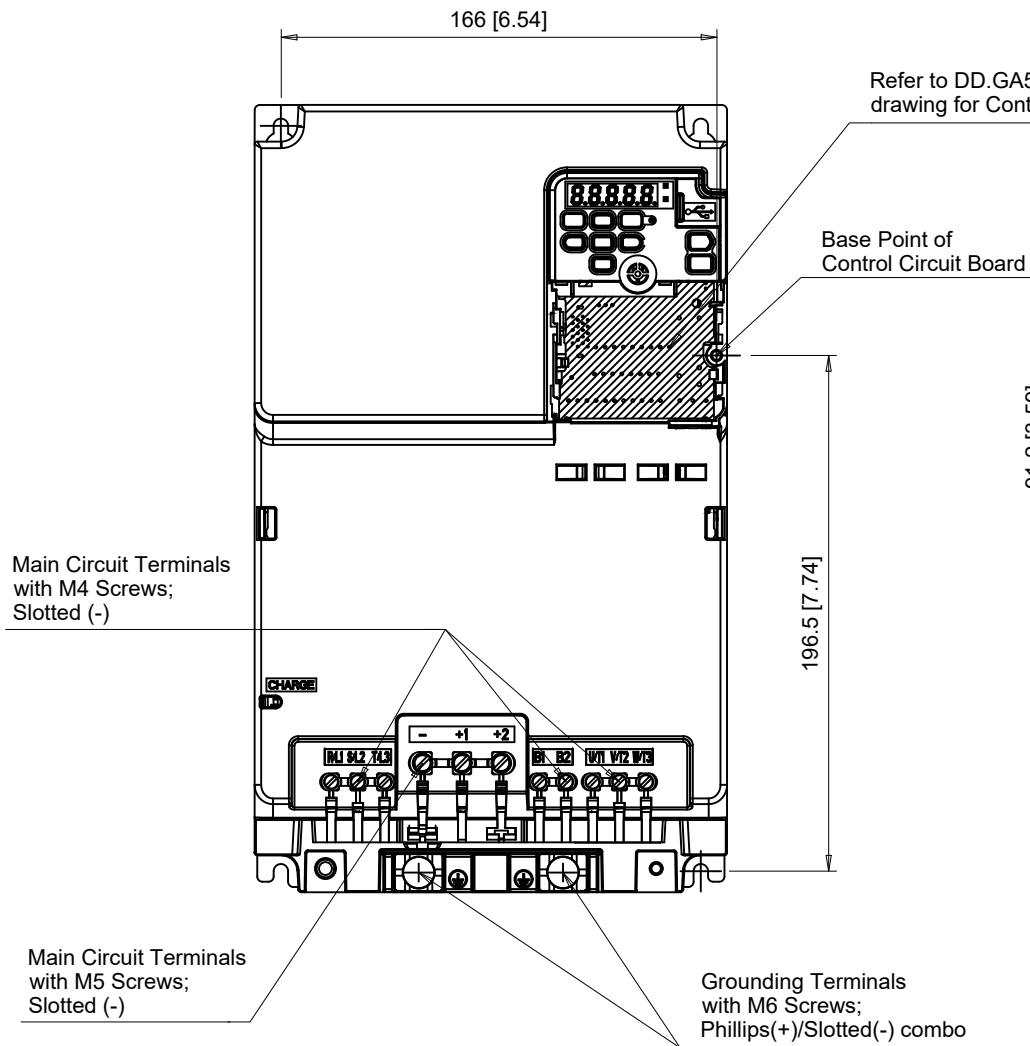 166 [6.54]
Refer to DD.GA5
drawing for Cont
8.8.8.8.8.
Base Point of
Control Circuit Board
Main Circuit Terminals
with M4 Screws;
Slotted (-)
196.5 [7.74]
CHARGE
- +1 +2
R/L1 S/L2 T/L3
B1 B2
U/T1 V/T2 W/T3
Main Circuit Terminals
with M5 Screws;
Slotted (-)
Grounding Terminals
with M6 Screws;
Phillips(+)/Slotted(-) combo